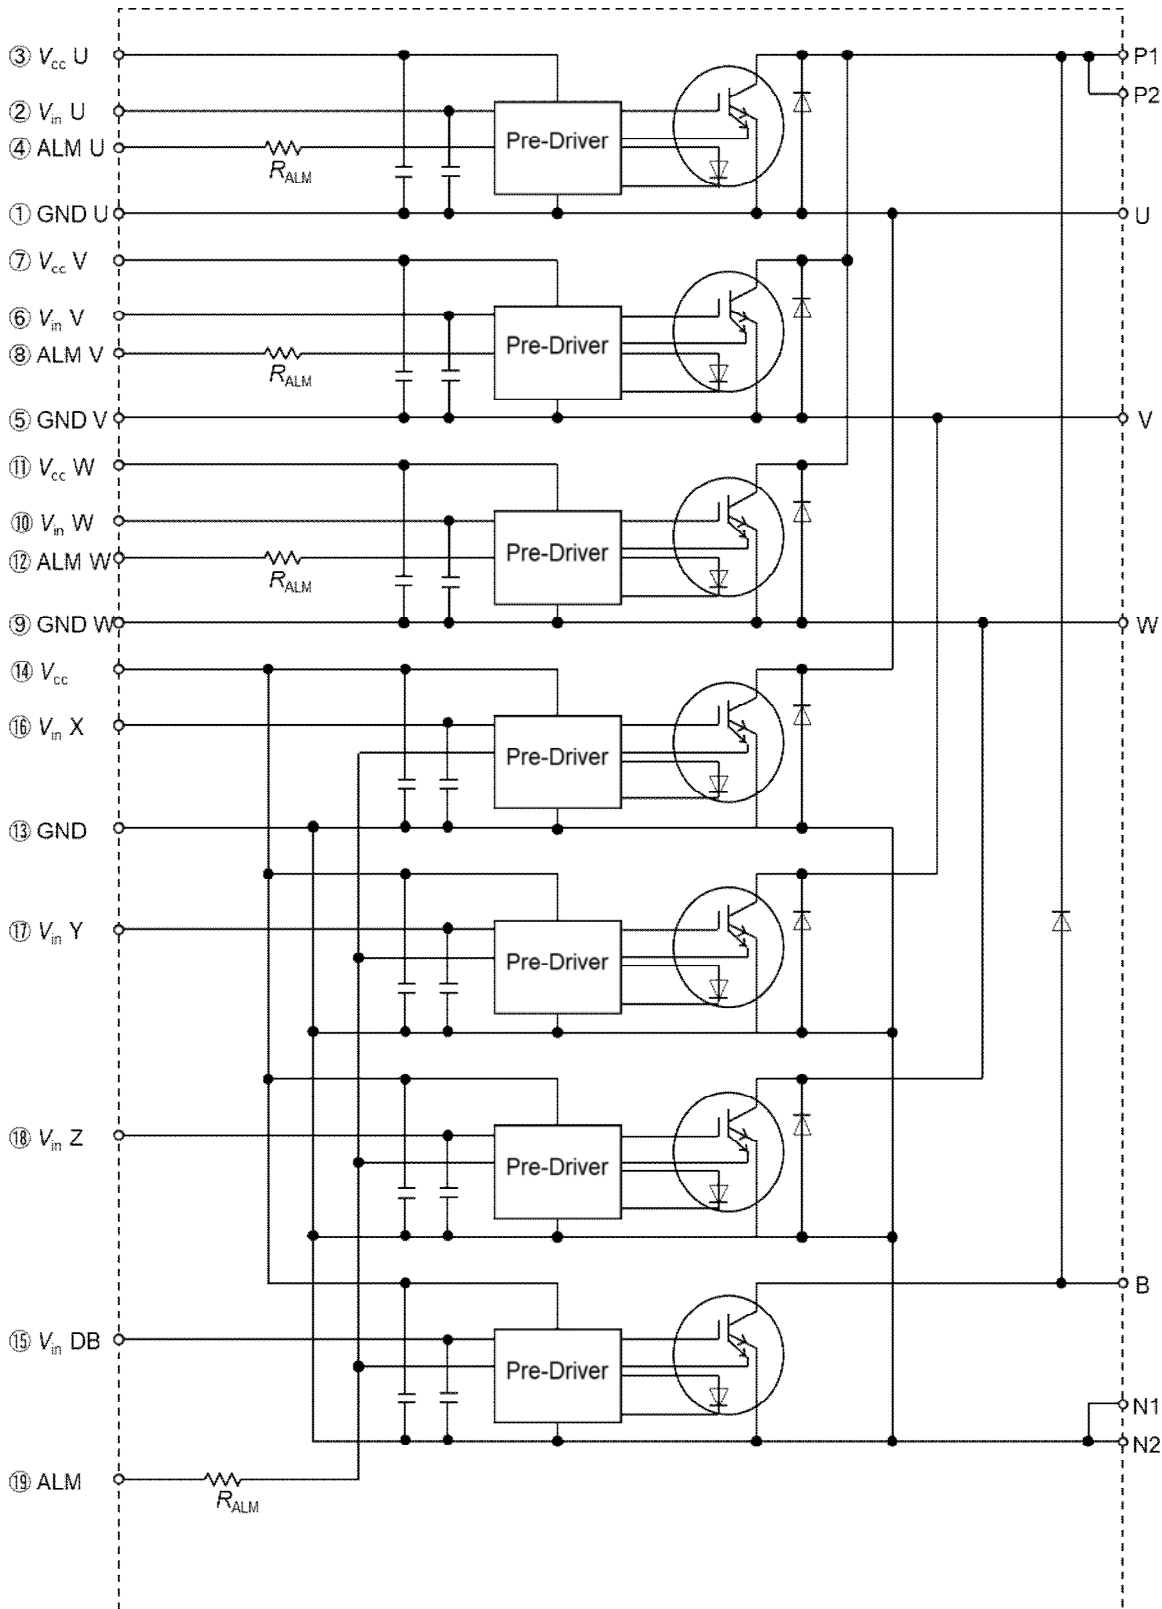 ③ Vcc U
P1
P2
② Vin U
Pre-Driver
④ ALM U
RALM
① GND U
U
⑦ Vcc V
⑥ Vin V
Pre-Driver
⑧ ALM V
RALM
⑤ GND V
V
⑪ Vcc W
⑩ Vin W
Pre-Driver
⑫ ALM W
RALM
⑨ GND W
W
⑭ Vcc
⑯ Vin X
Pre-Driver
⑬ GND
⑰ Vin Y
Pre-Driver
⑱ Vin Z
Pre-Driver
B
⑮ Vin DB
Pre-Driver
N1
N2
⑲ ALM
RALM